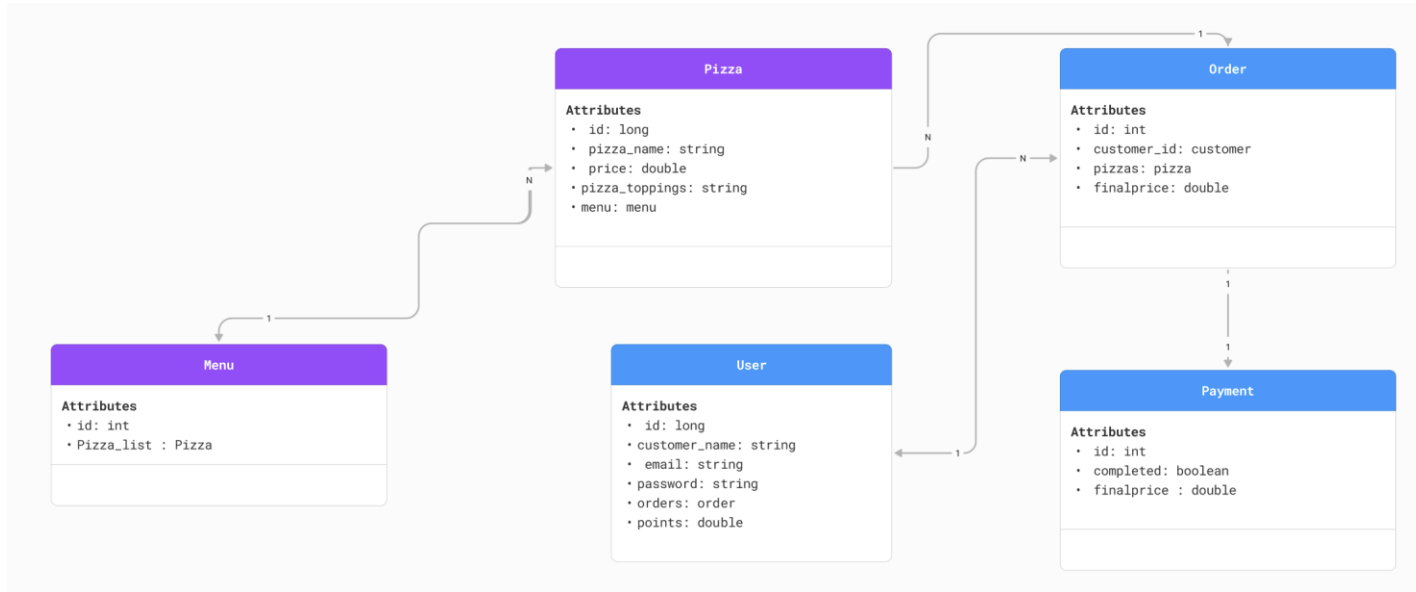 1
Pizza
Attributes
• id: long
• pizza_name: string
• price: double
• pizza_toppings: string
• menu: menu
Order
Attributes
• id: int
• customer_id: customer
• pizzas: pizza
• finalprice: double
N
N
N
1
1
1
Menu
Attributes
• id: int
• Pizza_list : Pizza
User
Attributes
• id: long
• customer_name: string
• email: string
• password: string
• orders: order
• points: double
1
1
Payment
Attributes
• id: int
• completed: boolean
• finalprice : double